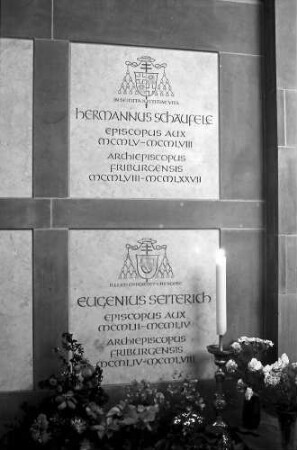 HERMANNUS SCHÄUFELE
EPISCOPUS AUX
MCMLV–MCMLVIII
ARCHIEPISCOPUS
FRIBURGENSIS
MCMLVIII–MCMLXXVII
EUGENIUS SEITERICH
EPISCOPUS AUX
MCMLII–MCMLIV
ARCHIEPISCOPUS
FRIBURGENSIS
MCMLIV–MCMLVIII